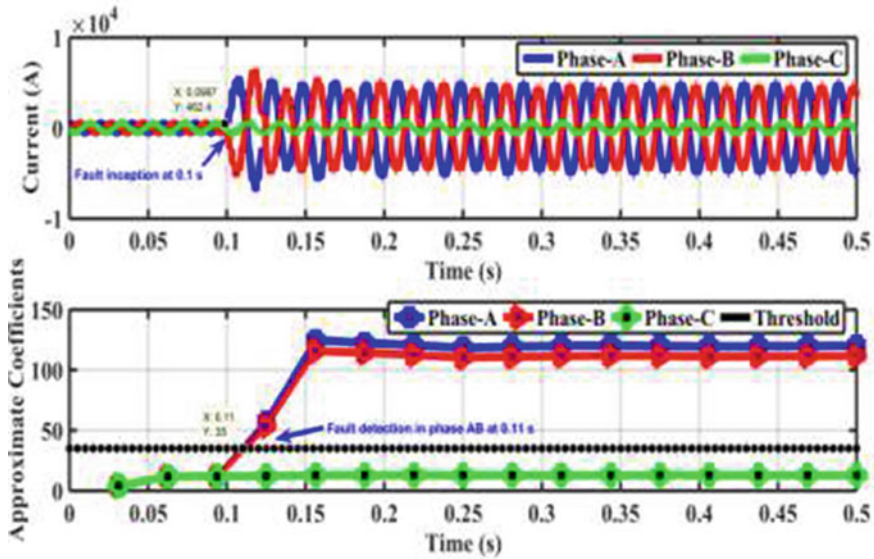 ×10⁴
1
0
-1
Current (A)
Phase-A Phase-B Phase-C
X: 0.0987
Y: 462.4
Fault inception at 0.1 s
0 0.05 0.1 0.15 0.2 0.25 0.3 0.35 0.4 0.45 0.5
Time (s)
Approximate Coefficients
150
100
50
0
Phase-A Phase-B Phase-C Threshold
X: 0.11
Y: 35
Fault detection in phase AB at 0.11 s
0 0.05 0.1 0.15 0.2 0.25 0.3 0.35 0.4 0.45 0.5
Time (s)